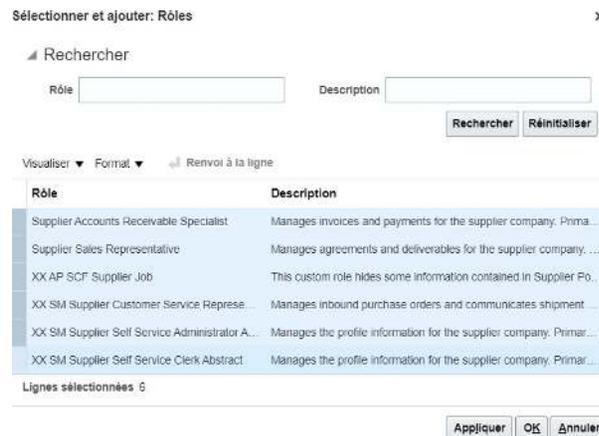 Sélectionner et ajouter: Rôles
Rechercher
Rôle
Description
Rechercher Réinitialiser
Visualiser Format Renvoi à la ligne
Rôle Description
Supplier Accounts Receivable Specialist Manages invoices and payments for the supplier company. Prima...
Supplier Sales Representative Manages agreements and deliverables for the supplier company. ...
XX AP SCF Supplier Job This custom role hides some information contained in Supplier Po...
XX SM Supplier Customer Service Represe... Manages inbound purchase orders and communicates shipment ...
XX SM Supplier Self Service Administrator A... Manages the profile information for the supplier company. Primar...
XX SM Supplier Self Service Clerk Abstract Manages the profile information for the supplier company. Primar...
Lignes sélectionnées 6
Appliquer OK Annuler